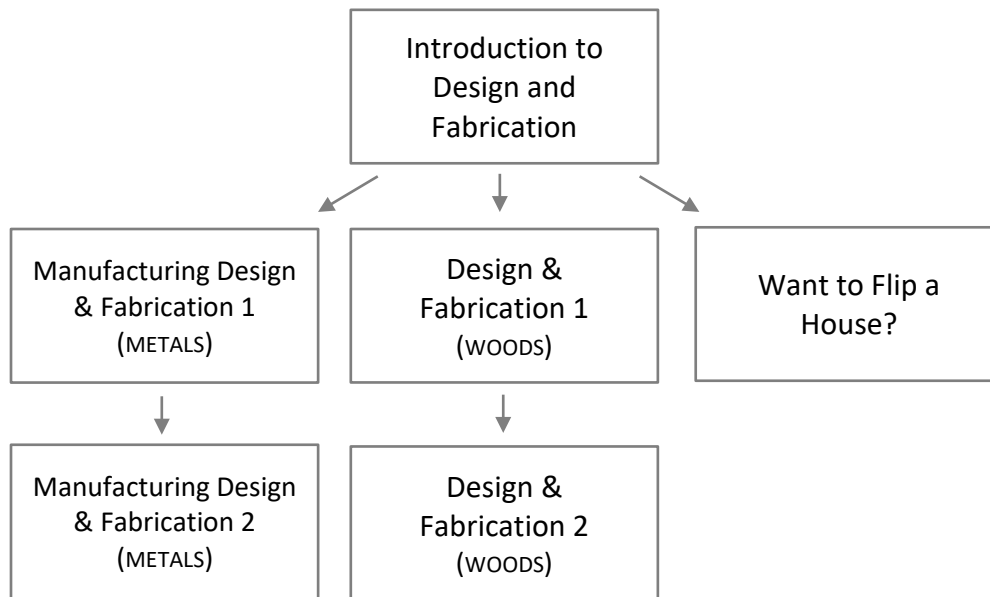 Introduction to
Design and
Fabrication
Manufacturing Design
& Fabrication 1
(METALS)
Design &
Fabrication 1
(WOODS)
Want to Flip a
House?
Manufacturing Design
& Fabrication 2
(METALS)
Design &
Fabrication 2
(WOODS)